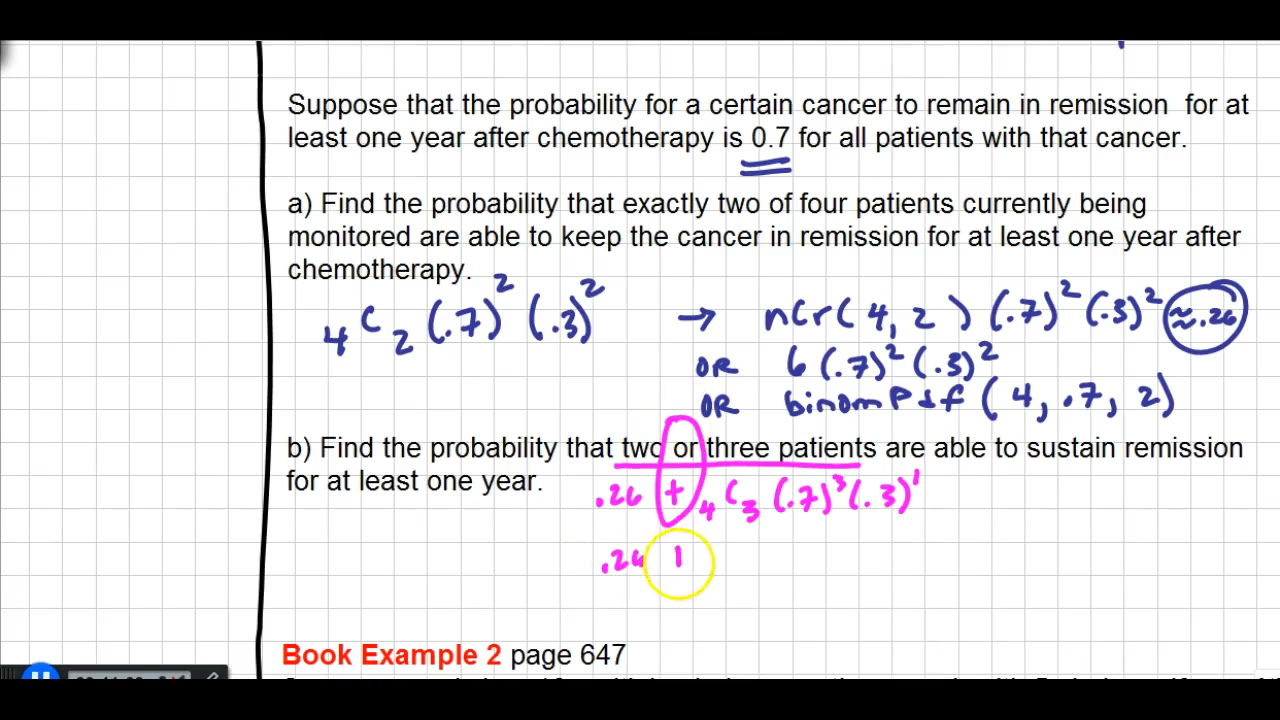 Suppose that the probability for a certain cancer to remain in remission for at
least one year after chemotherapy is 0.7 for all patients with that cancer.
a) Find the probability that exactly two of four patients currently being
monitored are able to keep the cancer in remission for at least one year after
chemotherapy.
₄C₂ (.7)² (.3)² → nCr(4, 2) (.7)² (.3)² ≈ .26
OR 6 (.7)² (.3)²
OR binomPdf (4, .7, 2)
b) Find the probability that two or three patients are able to sustain remission
for at least one year.
.26 + ₄C₃ (.7)³ (.3)¹
.26
Book Example 2 page 647